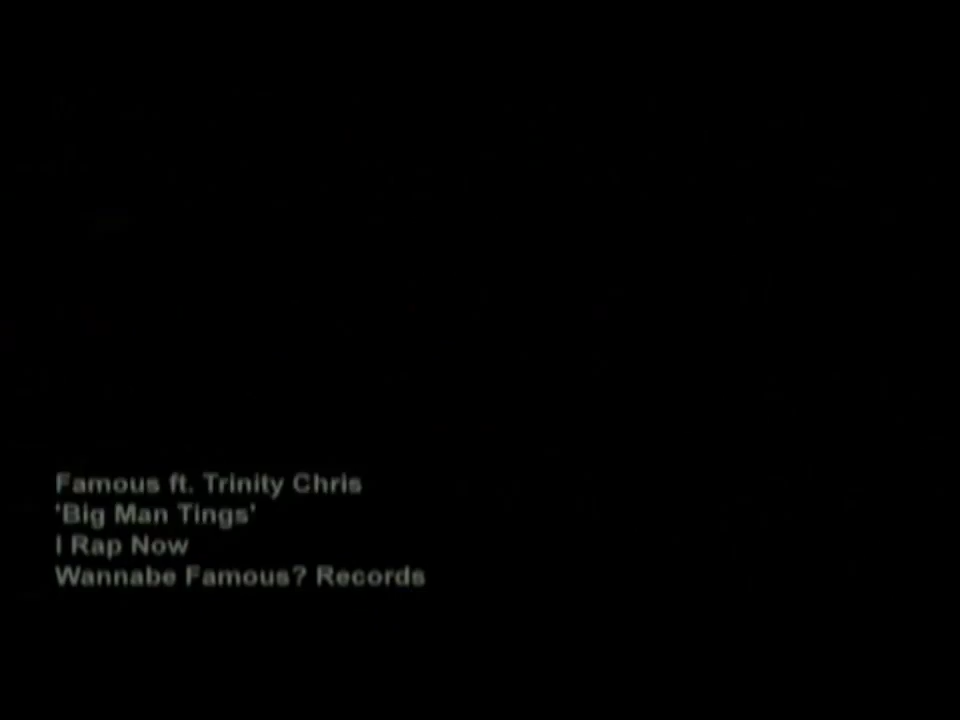 Famous ft. Trinity Chris
'Big Man Tings'
I Rap Now
Wannabe Famous? Records